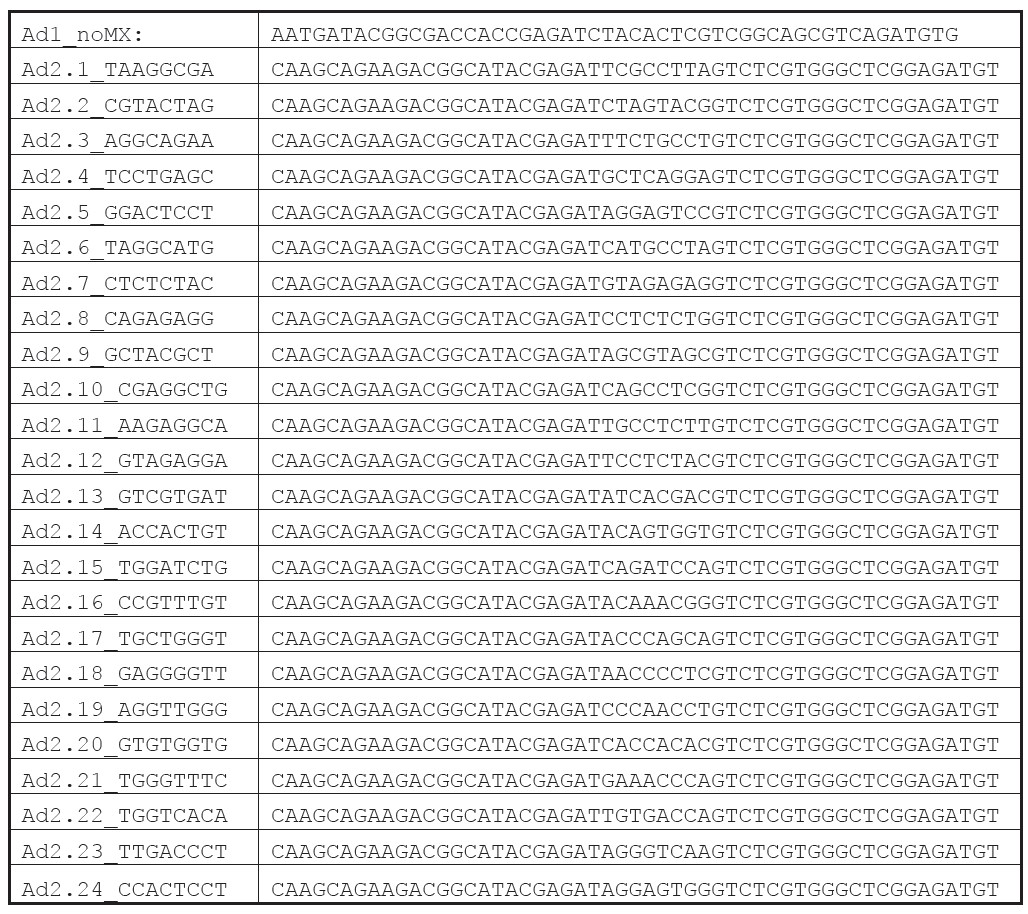 Ad1_noMX: AATGATACGGCGACCACCGAGATCTACACTCGTCGGCAGCGTCAGATGTG
Ad2.1_TAAGGCGA CAAGCAGAAGACGGCATACGAGATTCGCCTTAGTCTCGTGGGCTCGGAGATGT
Ad2.2_CGTACTAG CAAGCAGAAGACGGCATACGAGATCTAGTACGGTCTCGTGGGCTCGGAGATGT
Ad2.3_AGGCAGAA CAAGCAGAAGACGGCATACGAGATTTCTGCCTGTCTCGTGGGCTCGGAGATGT
Ad2.4_TCCTGAGC CAAGCAGAAGACGGCATACGAGATGCTCAGGAGTCTCGTGGGCTCGGAGATGT
Ad2.5_GGACTCCT CAAGCAGAAGACGGCATACGAGATAGGAGTCCGTCTCGTGGGCTCGGAGATGT
Ad2.6_TAGGCATG CAAGCAGAAGACGGCATACGAGATCATGCCTAGTCTCGTGGGCTCGGAGATGT
Ad2.7_CTCTCTAC CAAGCAGAAGACGGCATACGAGATGTAGAGAGGTCTCGTGGGCTCGGAGATGT
Ad2.8_CAGAGAGG CAAGCAGAAGACGGCATACGAGATCCTCTCTGGTCTCGTGGGCTCGGAGATGT
Ad2.9_GCTACGCT CAAGCAGAAGACGGCATACGAGATAGCGTAGCGTCTCGTGGGCTCGGAGATGT
Ad2.10_CGAGGCTG CAAGCAGAAGACGGCATACGAGATCAGCCTCGGTCTCGTGGGCTCGGAGATGT
Ad2.11_AAGAGGCA CAAGCAGAAGACGGCATACGAGATTGCCTCTTGTCTCGTGGGCTCGGAGATGT
Ad2.12_GTAGAGGA CAAGCAGAAGACGGCATACGAGATTCCTCTACGTCTCGTGGGCTCGGAGATGT
Ad2.13_GTCGTGAT CAAGCAGAAGACGGCATACGAGATATCACGACGTCTCGTGGGCTCGGAGATGT
Ad2.14_ACCACTGT CAAGCAGAAGACGGCATACGAGATACAGTGGTGTCTCGTGGGCTCGGAGATGT
Ad2.15_TGGATCTG CAAGCAGAAGACGGCATACGAGATCAGATCCAGTCTCGTGGGCTCGGAGATGT
Ad2.16_CCGTTTGT CAAGCAGAAGACGGCATACGAGATACAAACGGGTCTCGTGGGCTCGGAGATGT
Ad2.17_TGCTGGGT CAAGCAGAAGACGGCATACGAGATACCCAGCAGTCTCGTGGGCTCGGAGATGT
Ad2.18_GAGGGGTT CAAGCAGAAGACGGCATACGAGATAACCCCTCGTCTCGTGGGCTCGGAGATGT
Ad2.19_AGGTTGGG CAAGCAGAAGACGGCATACGAGATCCCAACCTGTCTCGTGGGCTCGGAGATGT
Ad2.20_GTGTGGTG CAAGCAGAAGACGGCATACGAGATCACCACACGTCTCGTGGGCTCGGAGATGT
Ad2.21_TGGGTTTC CAAGCAGAAGACGGCATACGAGATGAAACCCAGTCTCGTGGGCTCGGAGATGT
Ad2.22_TGGTCACA CAAGCAGAAGACGGCATACGAGATTGTGACCAGTCTCGTGGGCTCGGAGATGT
Ad2.23_TTGACCCT CAAGCAGAAGACGGCATACGAGATAGGGTCAAGTCTCGTGGGCTCGGAGATGT
Ad2.24_CCACTCCT CAAGCAGAAGACGGCATACGAGATAGGAGTGGGTCTCGTGGGCTCGGAGATGT